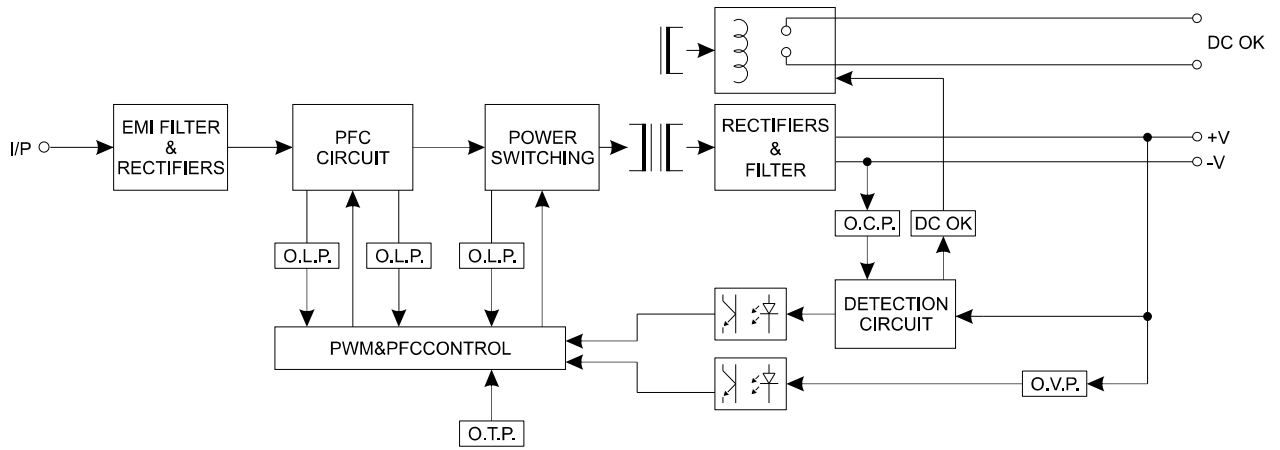 DC OK
I/P
EMI FILTER
&
RECTIFIERS
PFC
CIRCUIT
POWER
SWITCHING
RECTIFIERS
&
FILTER
+V
-V
O.L.P.
O.L.P.
O.L.P.
O.C.P.
DC OK
DETECTION
CIRCUIT
PWM&PFCCONTROL
O.V.P.
O.T.P.